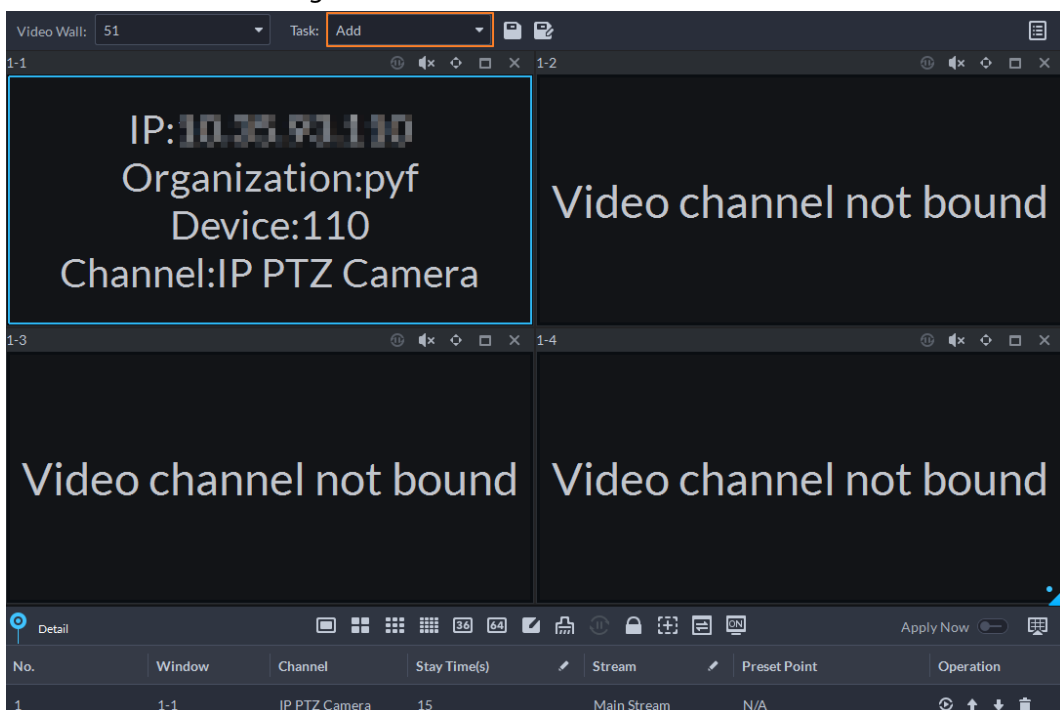 Video Wall: 51 Task: Add
1-1
1-2
IP:
Organization:pyf
Device:110
Channel:IP PTZ Camera
Video channel not bound
1-3
1-4
Video channel not bound
Video channel not bound
Detail 36 64 ON Apply Now
No. Window Channel Stay Time(s) Stream Preset Point Operation
1 1-1 IP PTZ Camera 15 Main Stream N/A